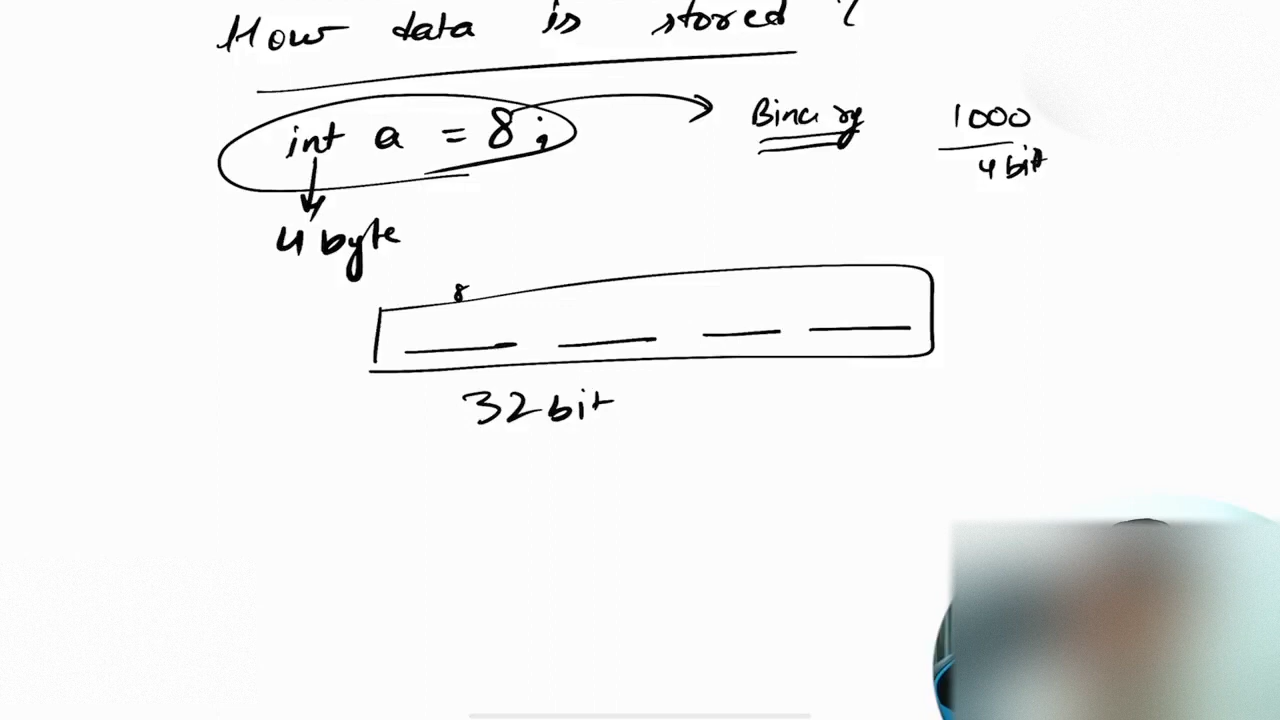 How data is stored ?
int a = 8;
Binary
1000
4 bit
4 byte
8
32 bit